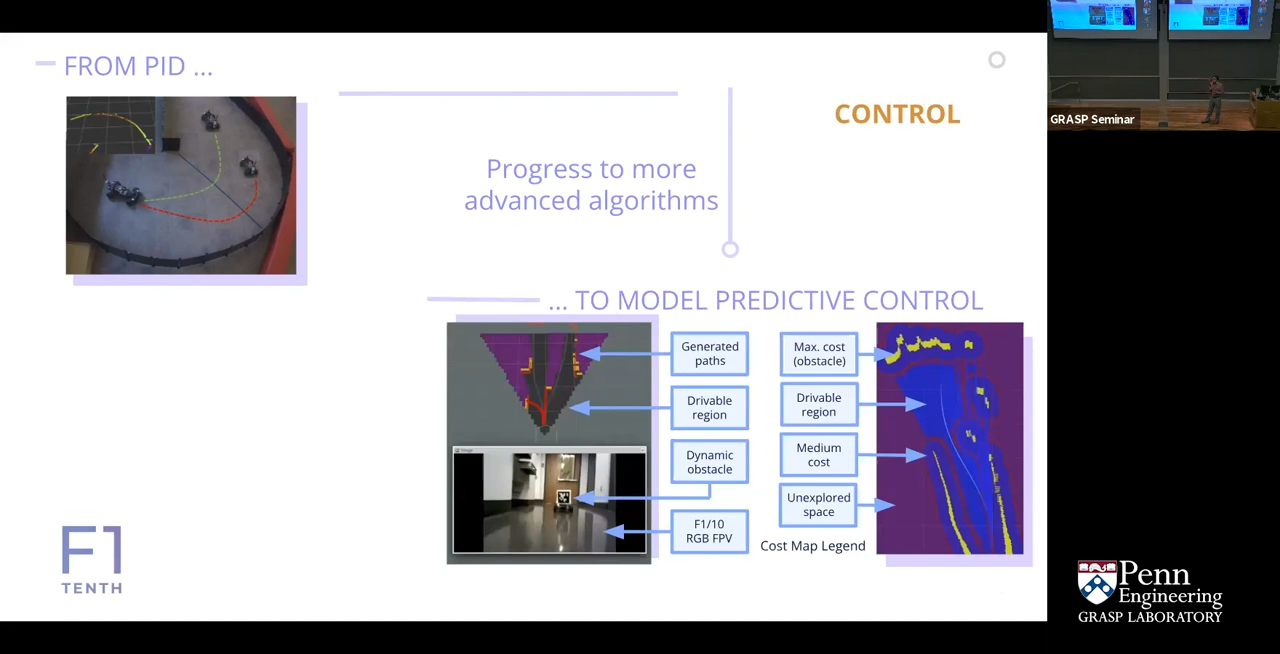 FROM PID ...
CONTROL
Progress to more
advanced algorithms
... TO MODEL PREDICTIVE CONTROL
Generated
paths
Drivable
region
Dynamic
obstacle
F1/10
RGB FPV
Max. cost
(obstacle)
Drivable
region
Medium
cost
Unexplored
space
Cost Map Legend
F1
TENTH
GRASP Seminar
Penn
Engineering
GRASP LABORATORY